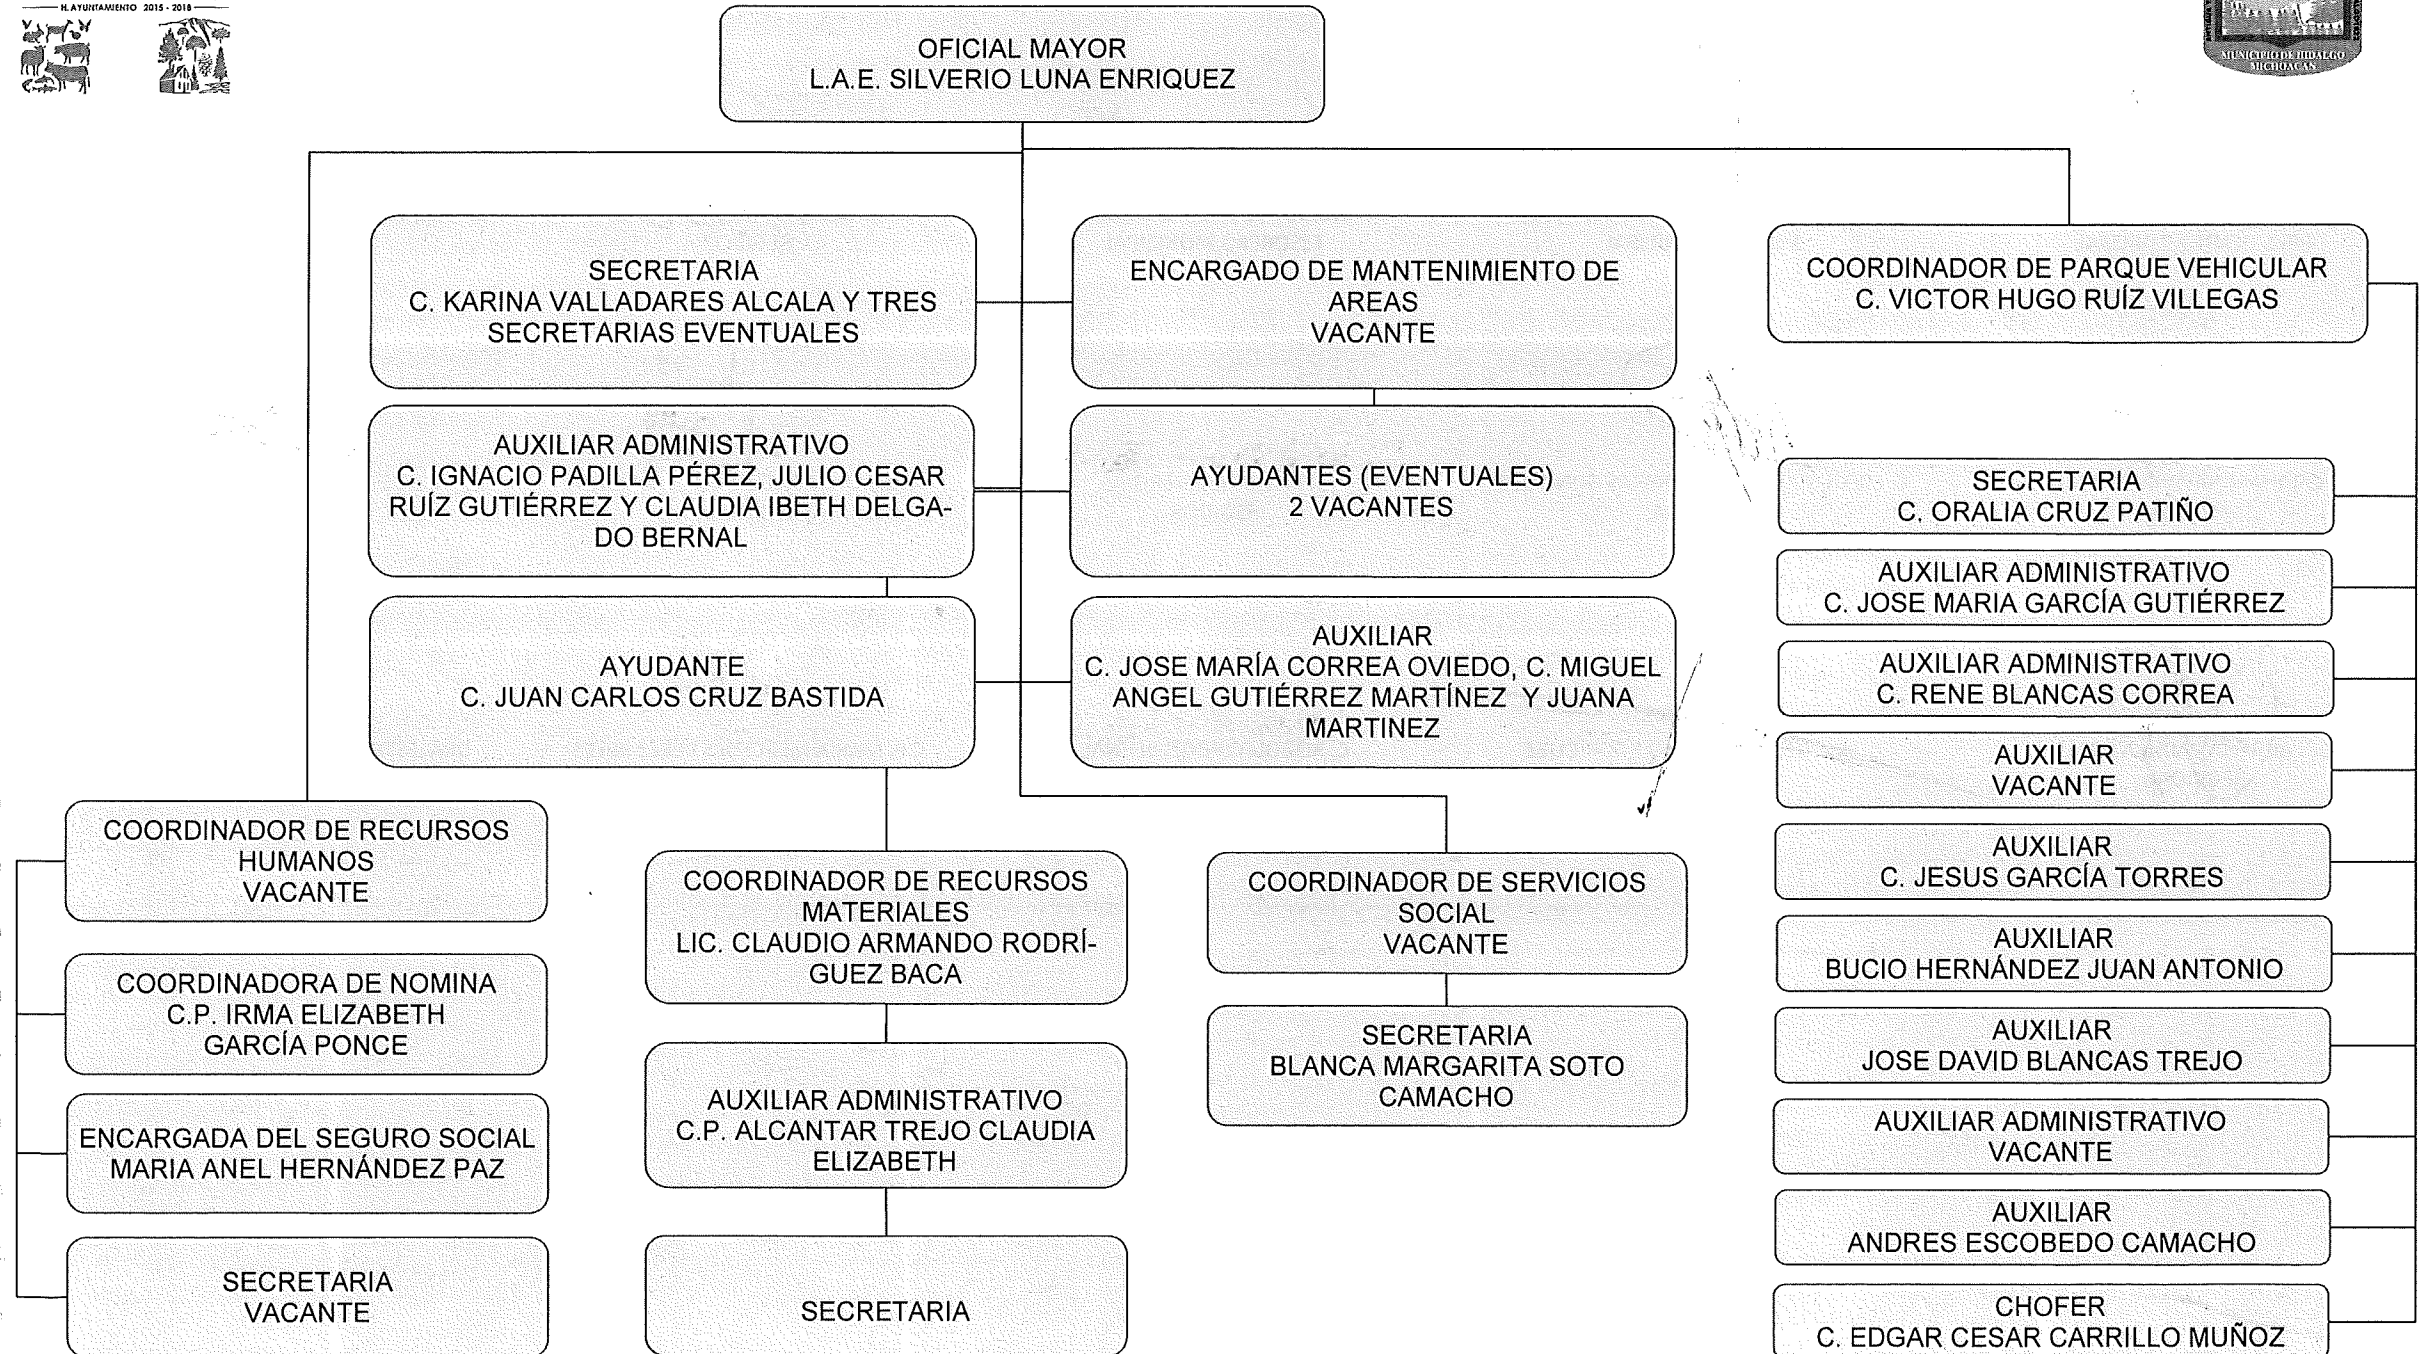 H. AYUNTAMIENTO 2015 - 2018
MUNICIPIO DE HIDALGO
MICHOACAN
OFICIAL MAYOR
L.A.E. SILVERIO LUNA ENRIQUEZ
SECRETARIA
C. KARINA VALLADARES ALCALA Y TRES
SECRETARIAS EVENTUALES
ENCARGADO DE MANTENIMIENTO DE
AREAS
VACANTE
COORDINADOR DE PARQUE VEHICULAR
C. VICTOR HUGO RUÍZ VILLEGAS
AUXILIAR ADMINISTRATIVO
C. IGNACIO PADILLA PÉREZ, JULIO CESAR
RUÍZ GUTIÉRREZ Y CLAUDIA IBETH DELGA-
DO BERNAL
AYUDANTES (EVENTUALES)
2 VACANTES
AYUDANTE
C. JUAN CARLOS CRUZ BASTIDA
AUXILIAR
C. JOSE MARÍA CORREA OVIEDO, C. MIGUEL
ANGEL GUTIÉRREZ MARTÍNEZ Y JUANA
MARTINEZ
COORDINADOR DE RECURSOS
HUMANOS
VACANTE
COORDINADORA DE NOMINA
C.P. IRMA ELIZABETH
GARCÍA PONCE
ENCARGADA DEL SEGURO SOCIAL
MARIA ANEL HERNÁNDEZ PAZ
SECRETARIA
VACANTE
COORDINADOR DE RECURSOS
MATERIALES
LIC. CLAUDIO ARMANDO RODRÍ-
GUEZ BACA
AUXILIAR ADMINISTRATIVO
C.P. ALCANTAR TREJO CLAUDIA
ELIZABETH
SECRETARIA
COORDINADOR DE SERVICIOS
SOCIAL
VACANTE
SECRETARIA
BLANCA MARGARITA SOTO
CAMACHO
SECRETARIA
C. ORALIA CRUZ PATIÑO
AUXILIAR ADMINISTRATIVO
C. JOSE MARIA GARCÍA GUTIÉRREZ
AUXILIAR ADMINISTRATIVO
C. RENE BLANCAS CORREA
AUXILIAR
VACANTE
AUXILIAR
C. JESUS GARCÍA TORRES
AUXILIAR
BUCIO HERNÁNDEZ JUAN ANTONIO
AUXILIAR
JOSE DAVID BLANCAS TREJO
AUXILIAR ADMINISTRATIVO
VACANTE
AUXILIAR
ANDRES ESCOBEDO CAMACHO
CHOFER
C. EDGAR CESAR CARRILLO MUÑOZ